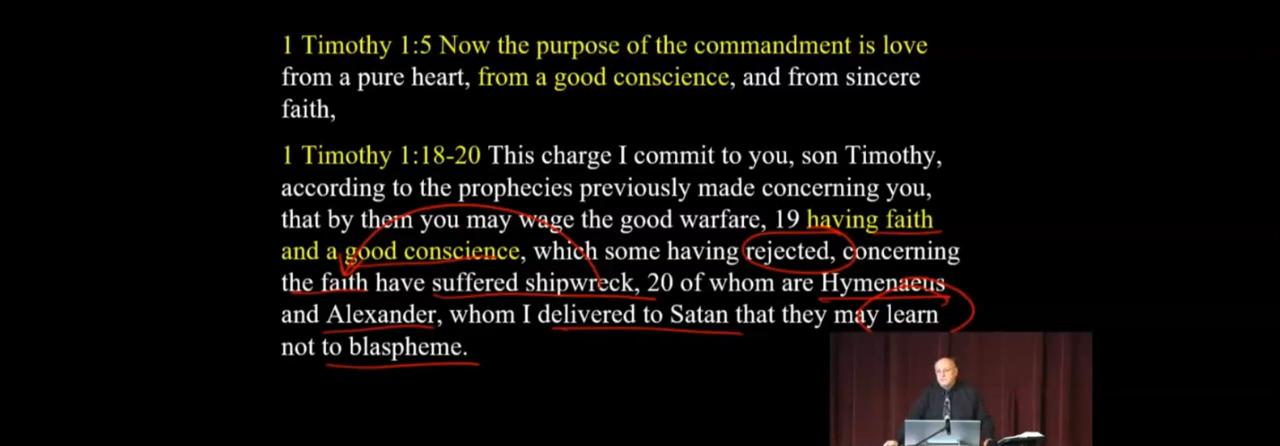 1 Timothy 1:5 Now the purpose of the commandment is love
from a pure heart, from a good conscience, and from sincere
faith,
1 Timothy 1:18-20 This charge I commit to you, son Timothy,
according to the prophecies previously made concerning you,
that by them you may wage the good warfare, 19 having faith
and a good conscience, which some having rejected, concerning
the faith have suffered shipwreck, 20 of whom are Hymenaeus
and Alexander, whom I delivered to Satan that they may learn
not to blaspheme.